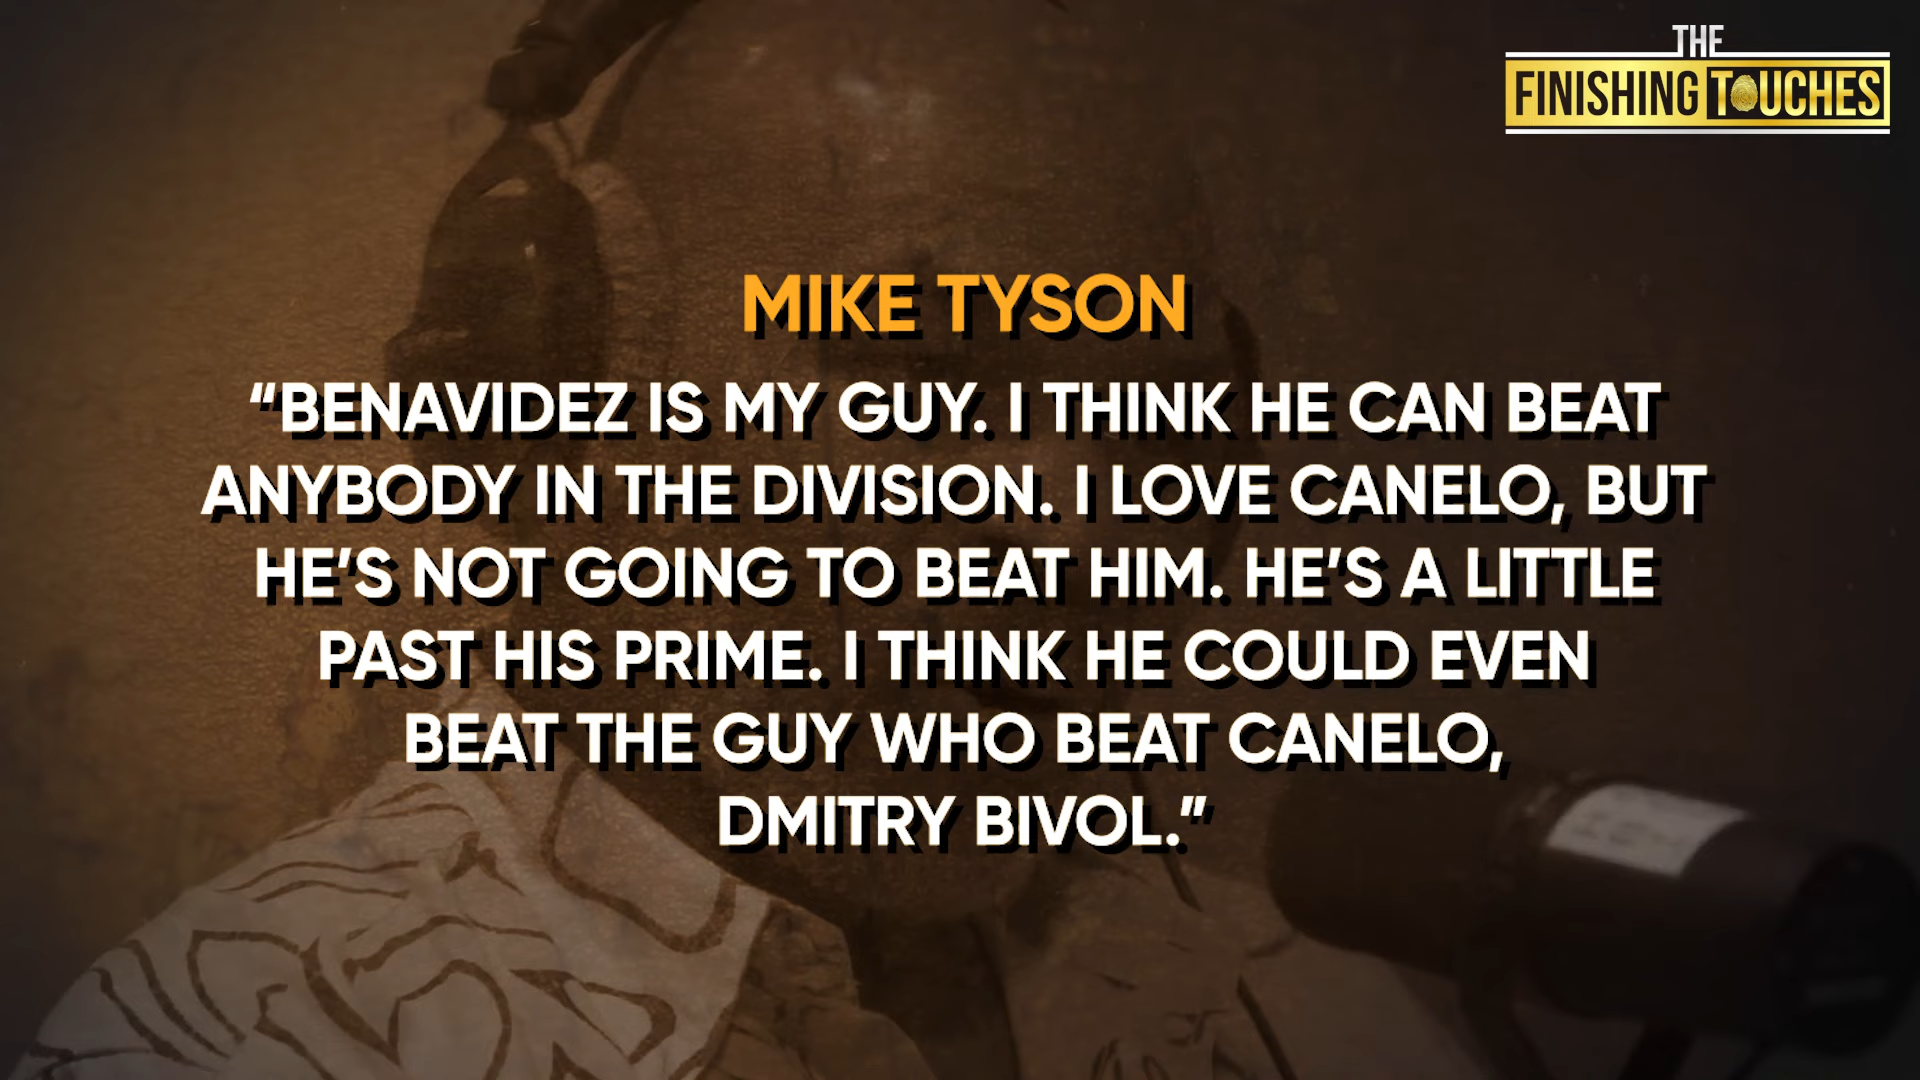 THE
FINISHING TOUCHES
MIKE TYSON
“BENAVIDEZ IS MY GUY. I THINK HE CAN BEAT
ANYBODY IN THE DIVISION. I LOVE CANELO, BUT
HE’S NOT GOING TO BEAT HIM. HE’S A LITTLE
PAST HIS PRIME. I THINK HE COULD EVEN
BEAT THE GUY WHO BEAT CANELO,
DMITRY BIVOL.”